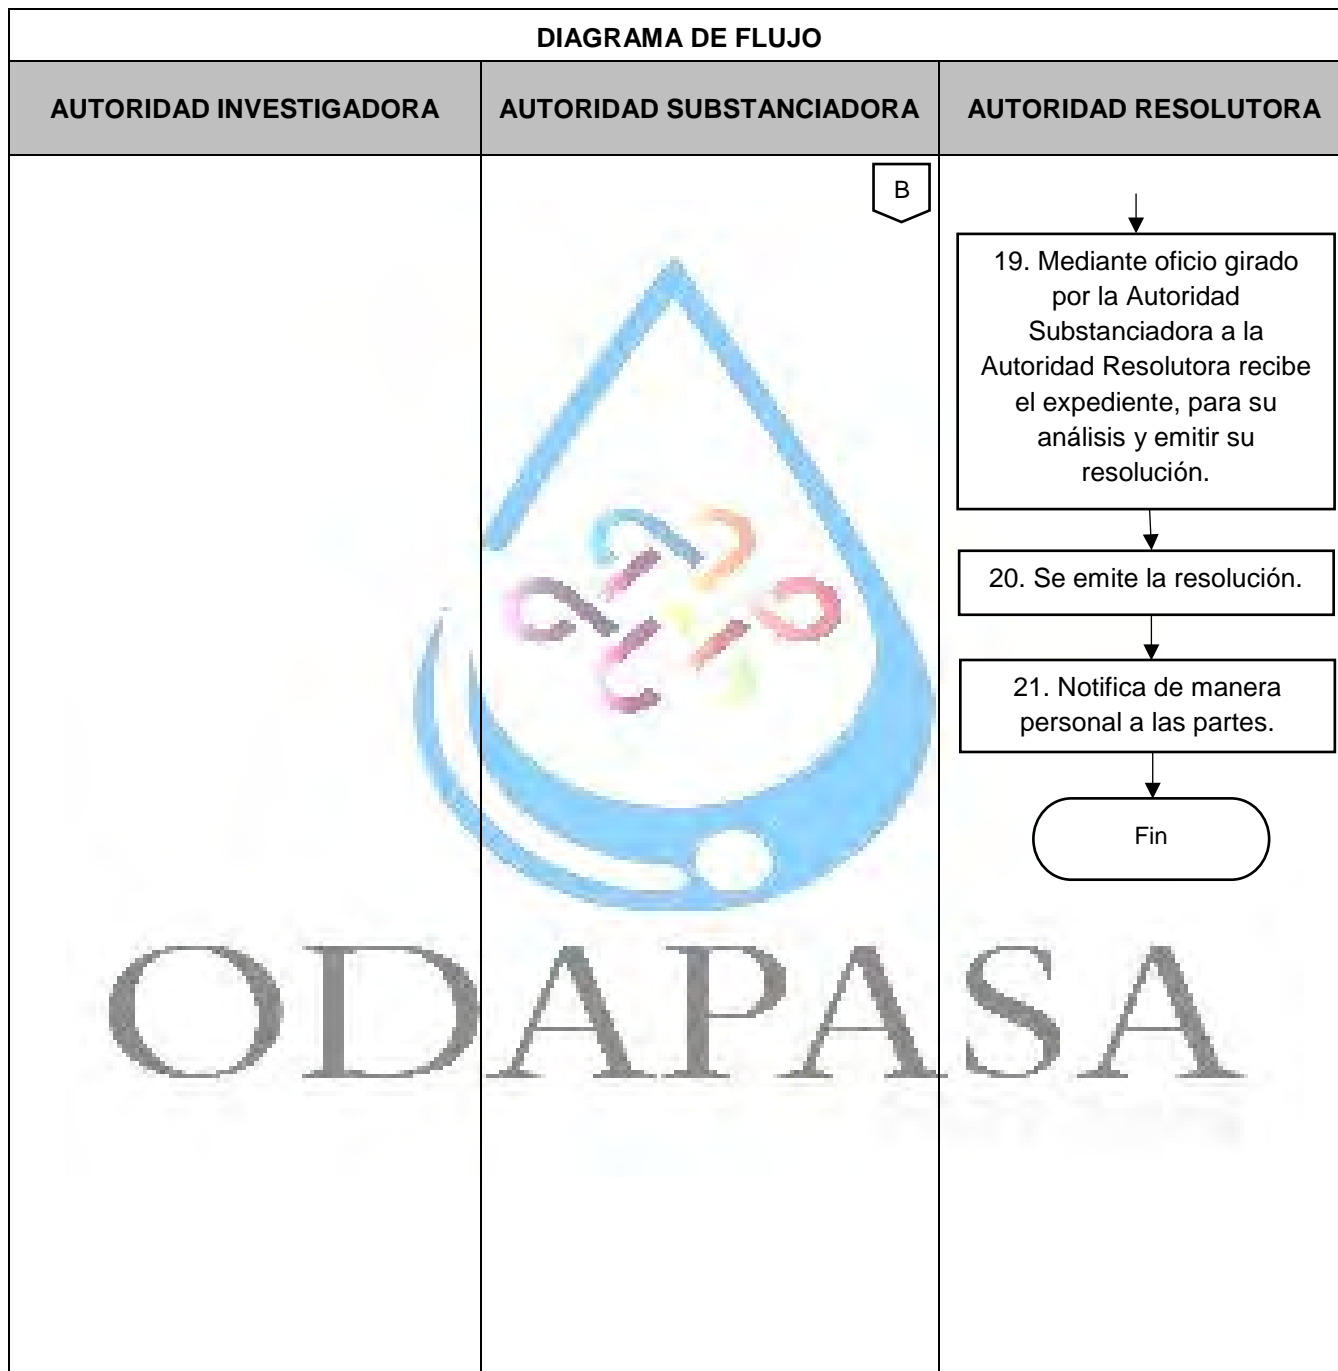 DIAGRAMA DE FLUJO
AUTORIDAD INVESTIGADORA
AUTORIDAD SUBSTANCIADORA
AUTORIDAD RESOLUTORA
B
19. Mediante oficio girado
por la Autoridad
Substanciadora a la
Autoridad Resolutora recibe
el expediente, para su
análisis y emitir su
resolución.
20. Se emite la resolución.
21. Notifica de manera
personal a las partes.
Fin
ODAPASA